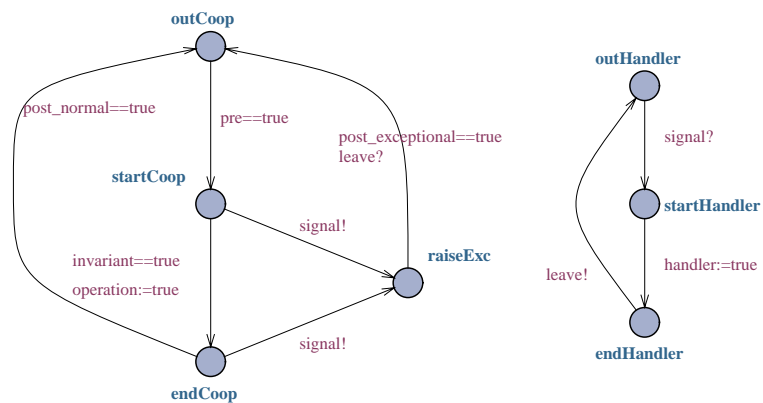 outCoop
outHandler
post_normal==true
pre==true
post_exceptional==true
leave?
signal?
startCoop
startHandler
signal!
raiseExc
invariant==true
operation:=true
leave!
handler:=true
signal!
endCoop
endHandler